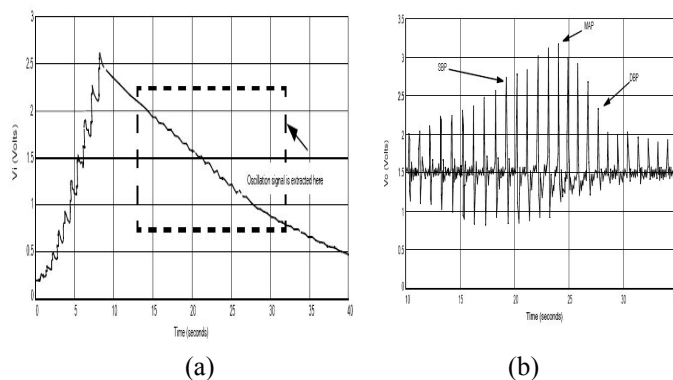 3
2.5
2
1.5
1
0.5
0
Vi (Volts)
Oscillation signal is extracted here
0 5 10 15 20 25 30 35 40
Time (seconds)
(a)
3.5
3
2.5
2
1.5
1
Vo (Volts)
MAP
SBP
DBP
10 15 20 25 30
Time (seconds)
(b)